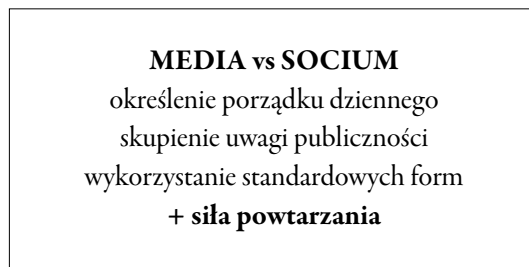 MEDIA vs SOCIUM
określenie porządku dziennego
skupienie uwagi publiczności
wykorzystanie standardowych form
+ siła powtarzania